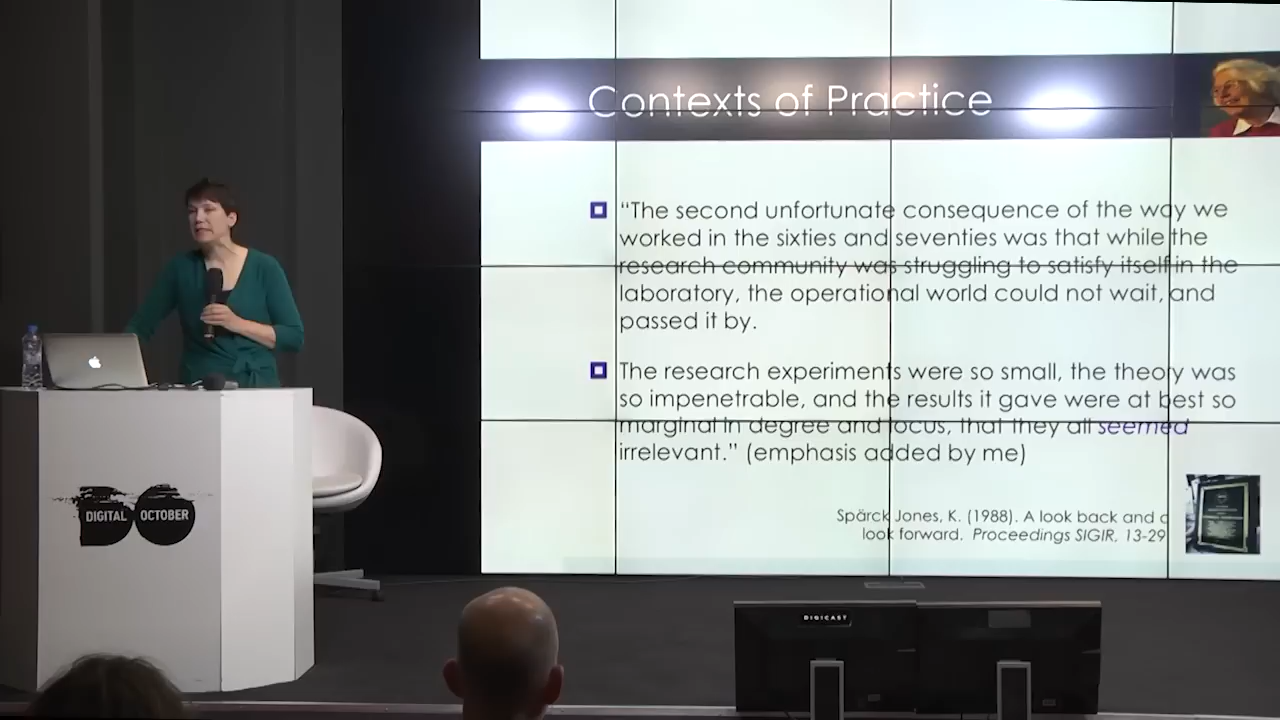 Contexts of Practice
“The second unfortunate consequence of the way we
worked in the sixties and seventies was that while the
research community was struggling to satisfy itself in the
laboratory, the operational world could not wait, and
passed it by.
The research experiments were so small, the theory was
so impenetrable, and the results it gave were at best so
marginal in degree and focus, that they all seemed
irrelevant.” (emphasis added by me)
Spärck Jones, K. (1988). A look back and a
look forward. Proceedings SIGIR, 13-29
DIGITAL OCTOBER
DIGICAST